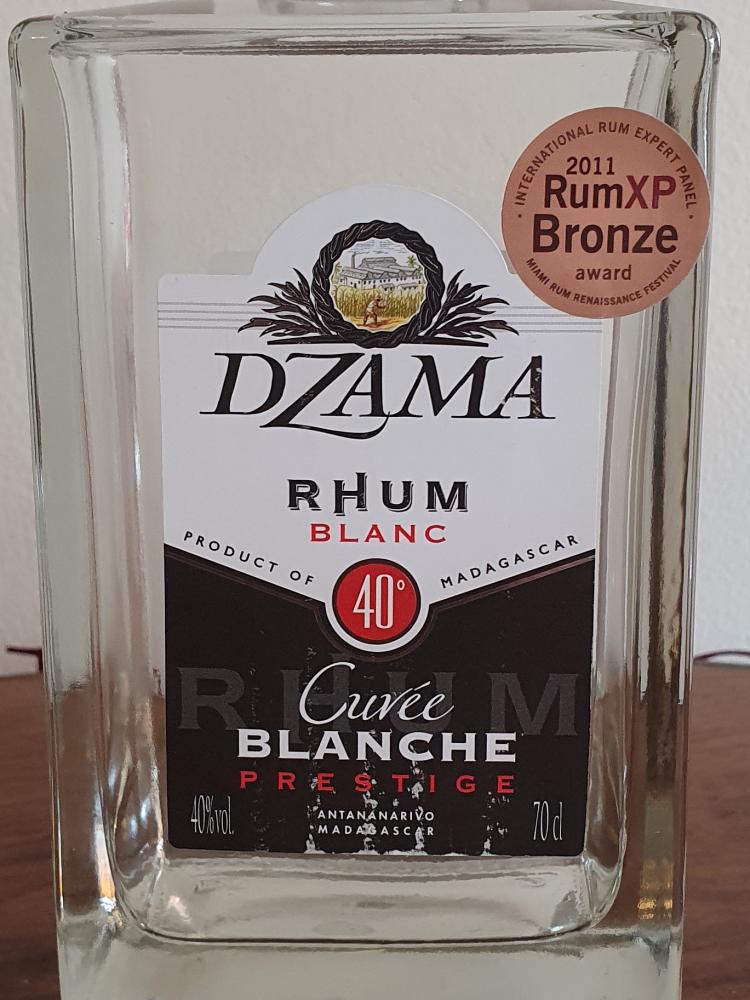 INTERNATIONAL RUM EXPERT PANEL
2011
RumXP
Bronze
award
MIAMI RUM RENAISSANCE FESTIVAL
DZAMA
RHUM
BLANC
PRODUCT OF MADAGASCAR
40°
RHUM
Cuvée
BLANCHE
PRESTIGE
40%vol.
ANTANANARIVO
MADAGASCAR
70 cl